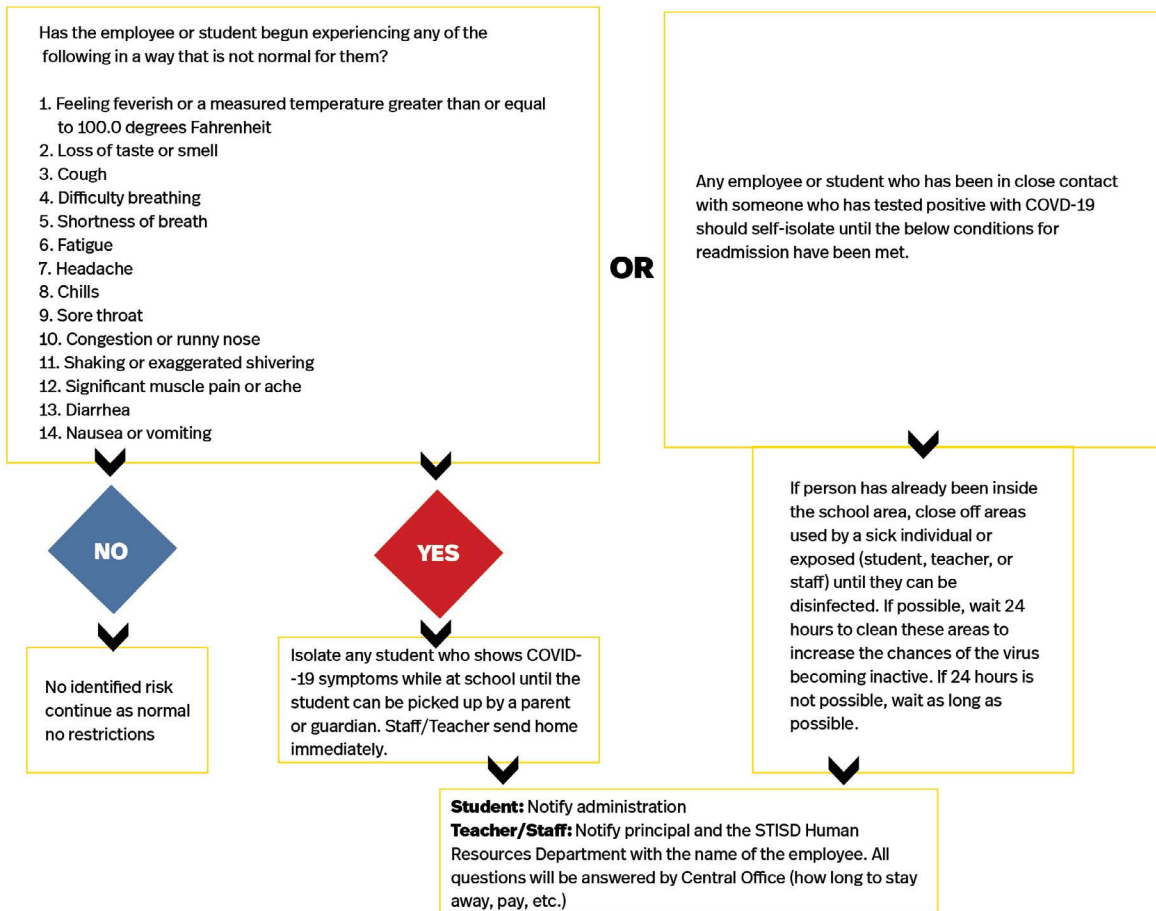 Has the employee or student begun experiencing any of the
following in a way that is not normal for them?
1. Feeling feverish or a measured temperature greater than or equal
to 100.0 degrees Fahrenheit
2. Loss of taste or smell
3. Cough
4. Difficulty breathing
5. Shortness of breath
6. Fatigue
7. Headache
8. Chills
9. Sore throat
10. Congestion or runny nose
11. Shaking or exaggerated shivering
12. Significant muscle pain or ache
13. Diarrhea
14. Nausea or vomiting
OR
Any employee or student who has been in close contact
with someone who has tested positive with COVD-19
should self-isolate until the below conditions for
readmission have been met.
NO
YES
No identified risk
continue as normal
no restrictions
Isolate any student who shows COVID-
-19 symptoms while at school until the
student can be picked up by a parent
or guardian. Staff/Teacher send home
immediately.
If person has already been inside
the school area, close off areas
used by a sick individual or
exposed (student, teacher, or
staff) until they can be
disinfected. If possible, wait 24
hours to clean these areas to
increase the chances of the virus
becoming inactive. If 24 hours is
not possible, wait as long as
possible.
Student: Notify administration
Teacher/Staff: Notify principal and the STISD Human
Resources Department with the name of the employee. All
questions will be answered by Central Office (how long to stay
away, pay, etc.)